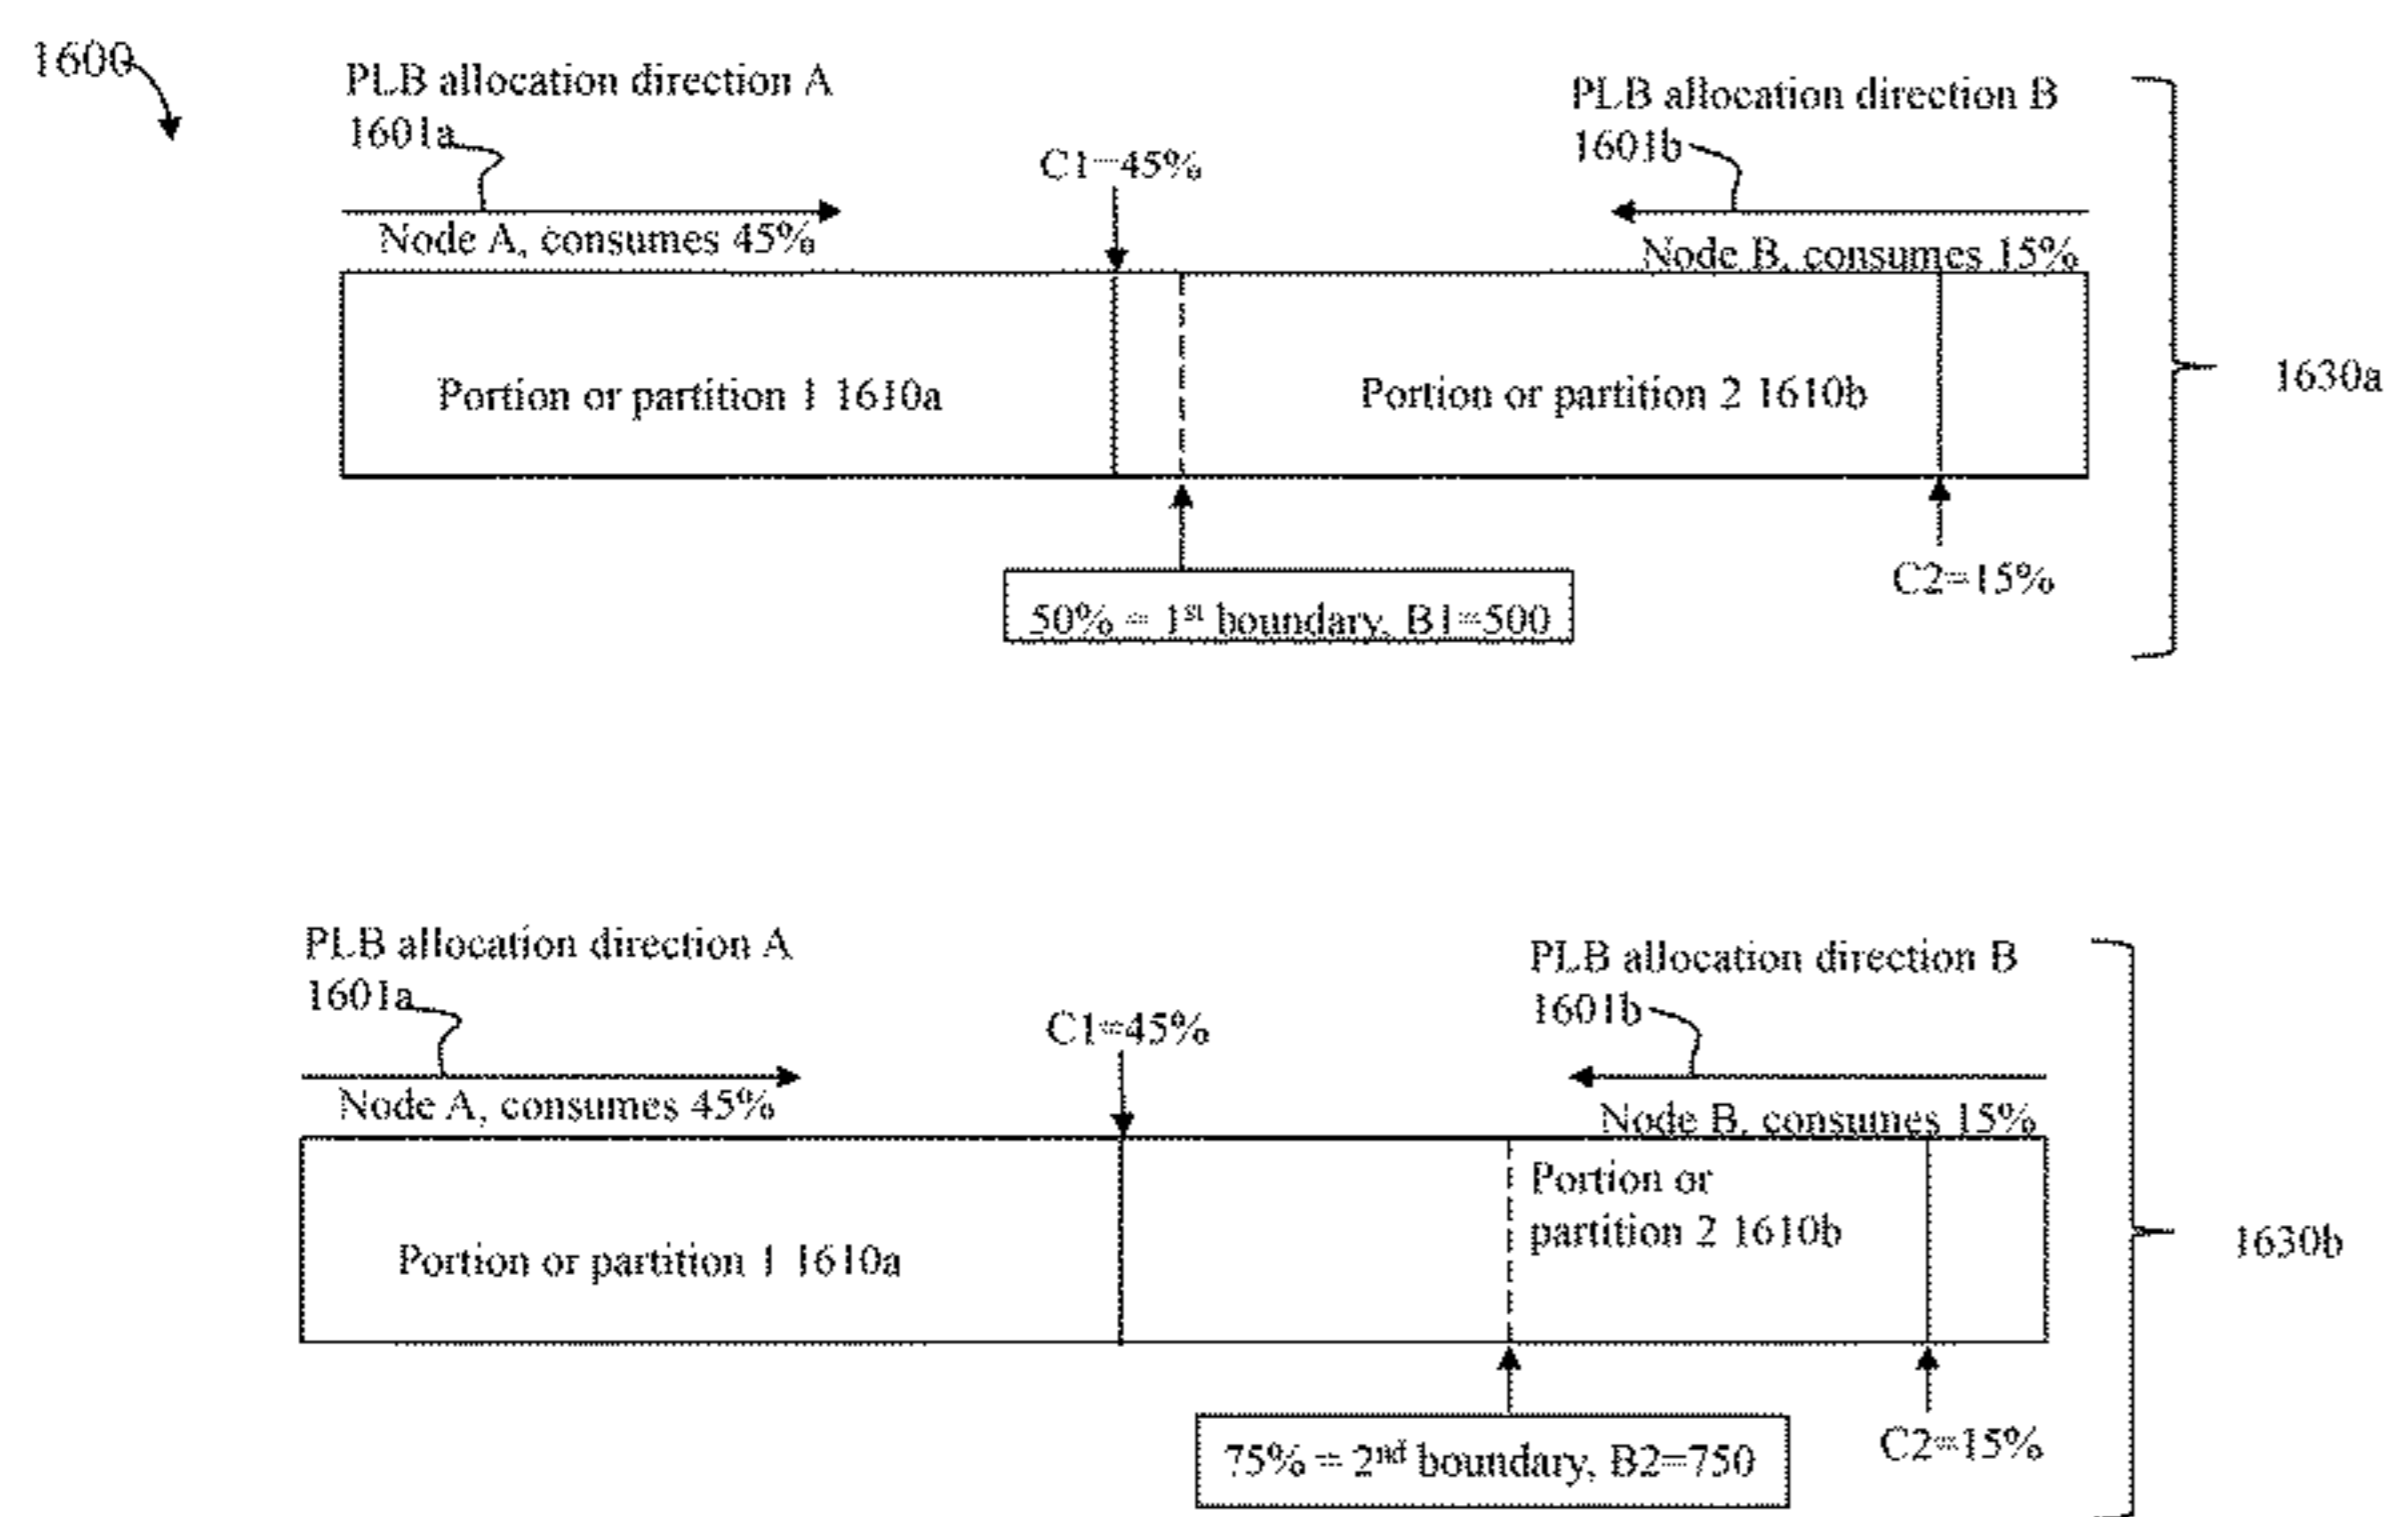 1600
PLB allocation direction A
1601a
PLB allocation direction B
1601b
C1=45%
Node A, consumes 45%
Node B, consumes 15%
Portion or partition 1 1610a
Portion or partition 2 1610b
1630a
C2=15%
50% = 1st boundary, B1=500
PLB allocation direction A
1601a
PLB allocation direction B
1601b
C1=45%
Node A, consumes 45%
Node B, consumes 15%
Portion or
partition 2 1610b
Portion or partition 1 1610a
1630b
75% = 2nd boundary, B2=750
C2=15%